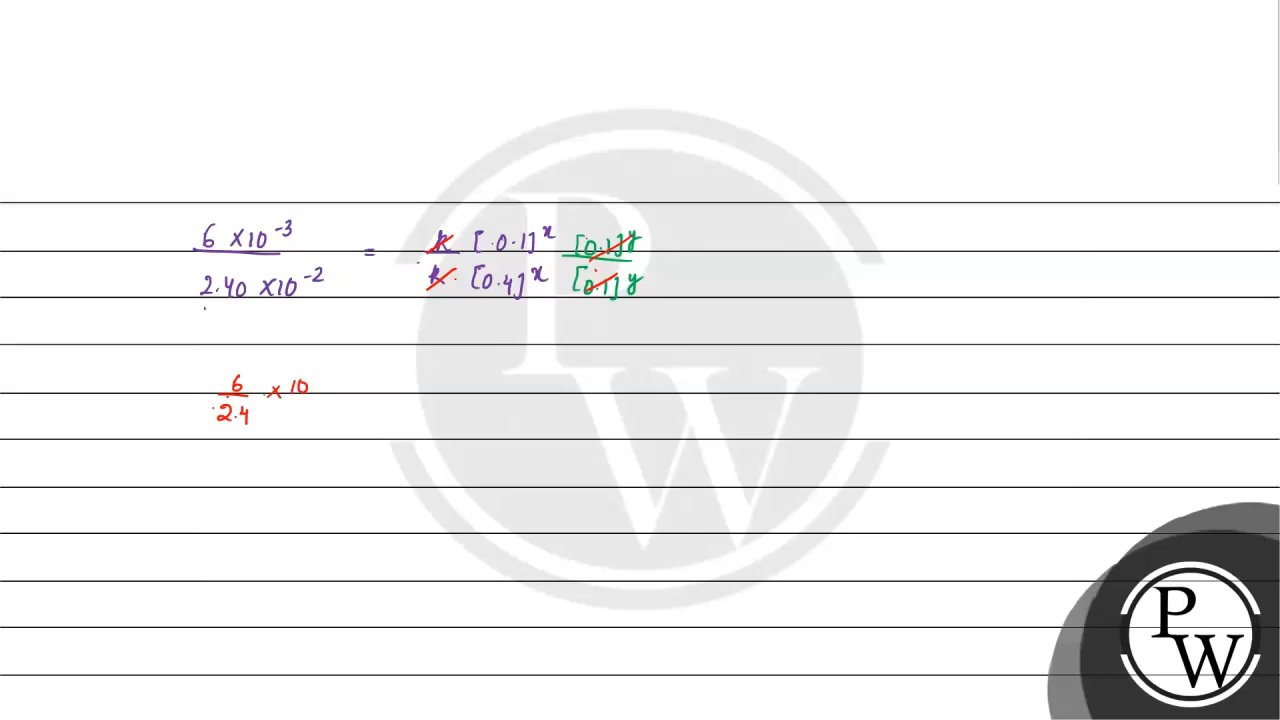 6 ×10⁻³ = k [0.1]ˣ [0.1]y
2.40 ×10⁻² k [0.4]ˣ [0.1]y
6 × 10
2.4
P
W
P
W